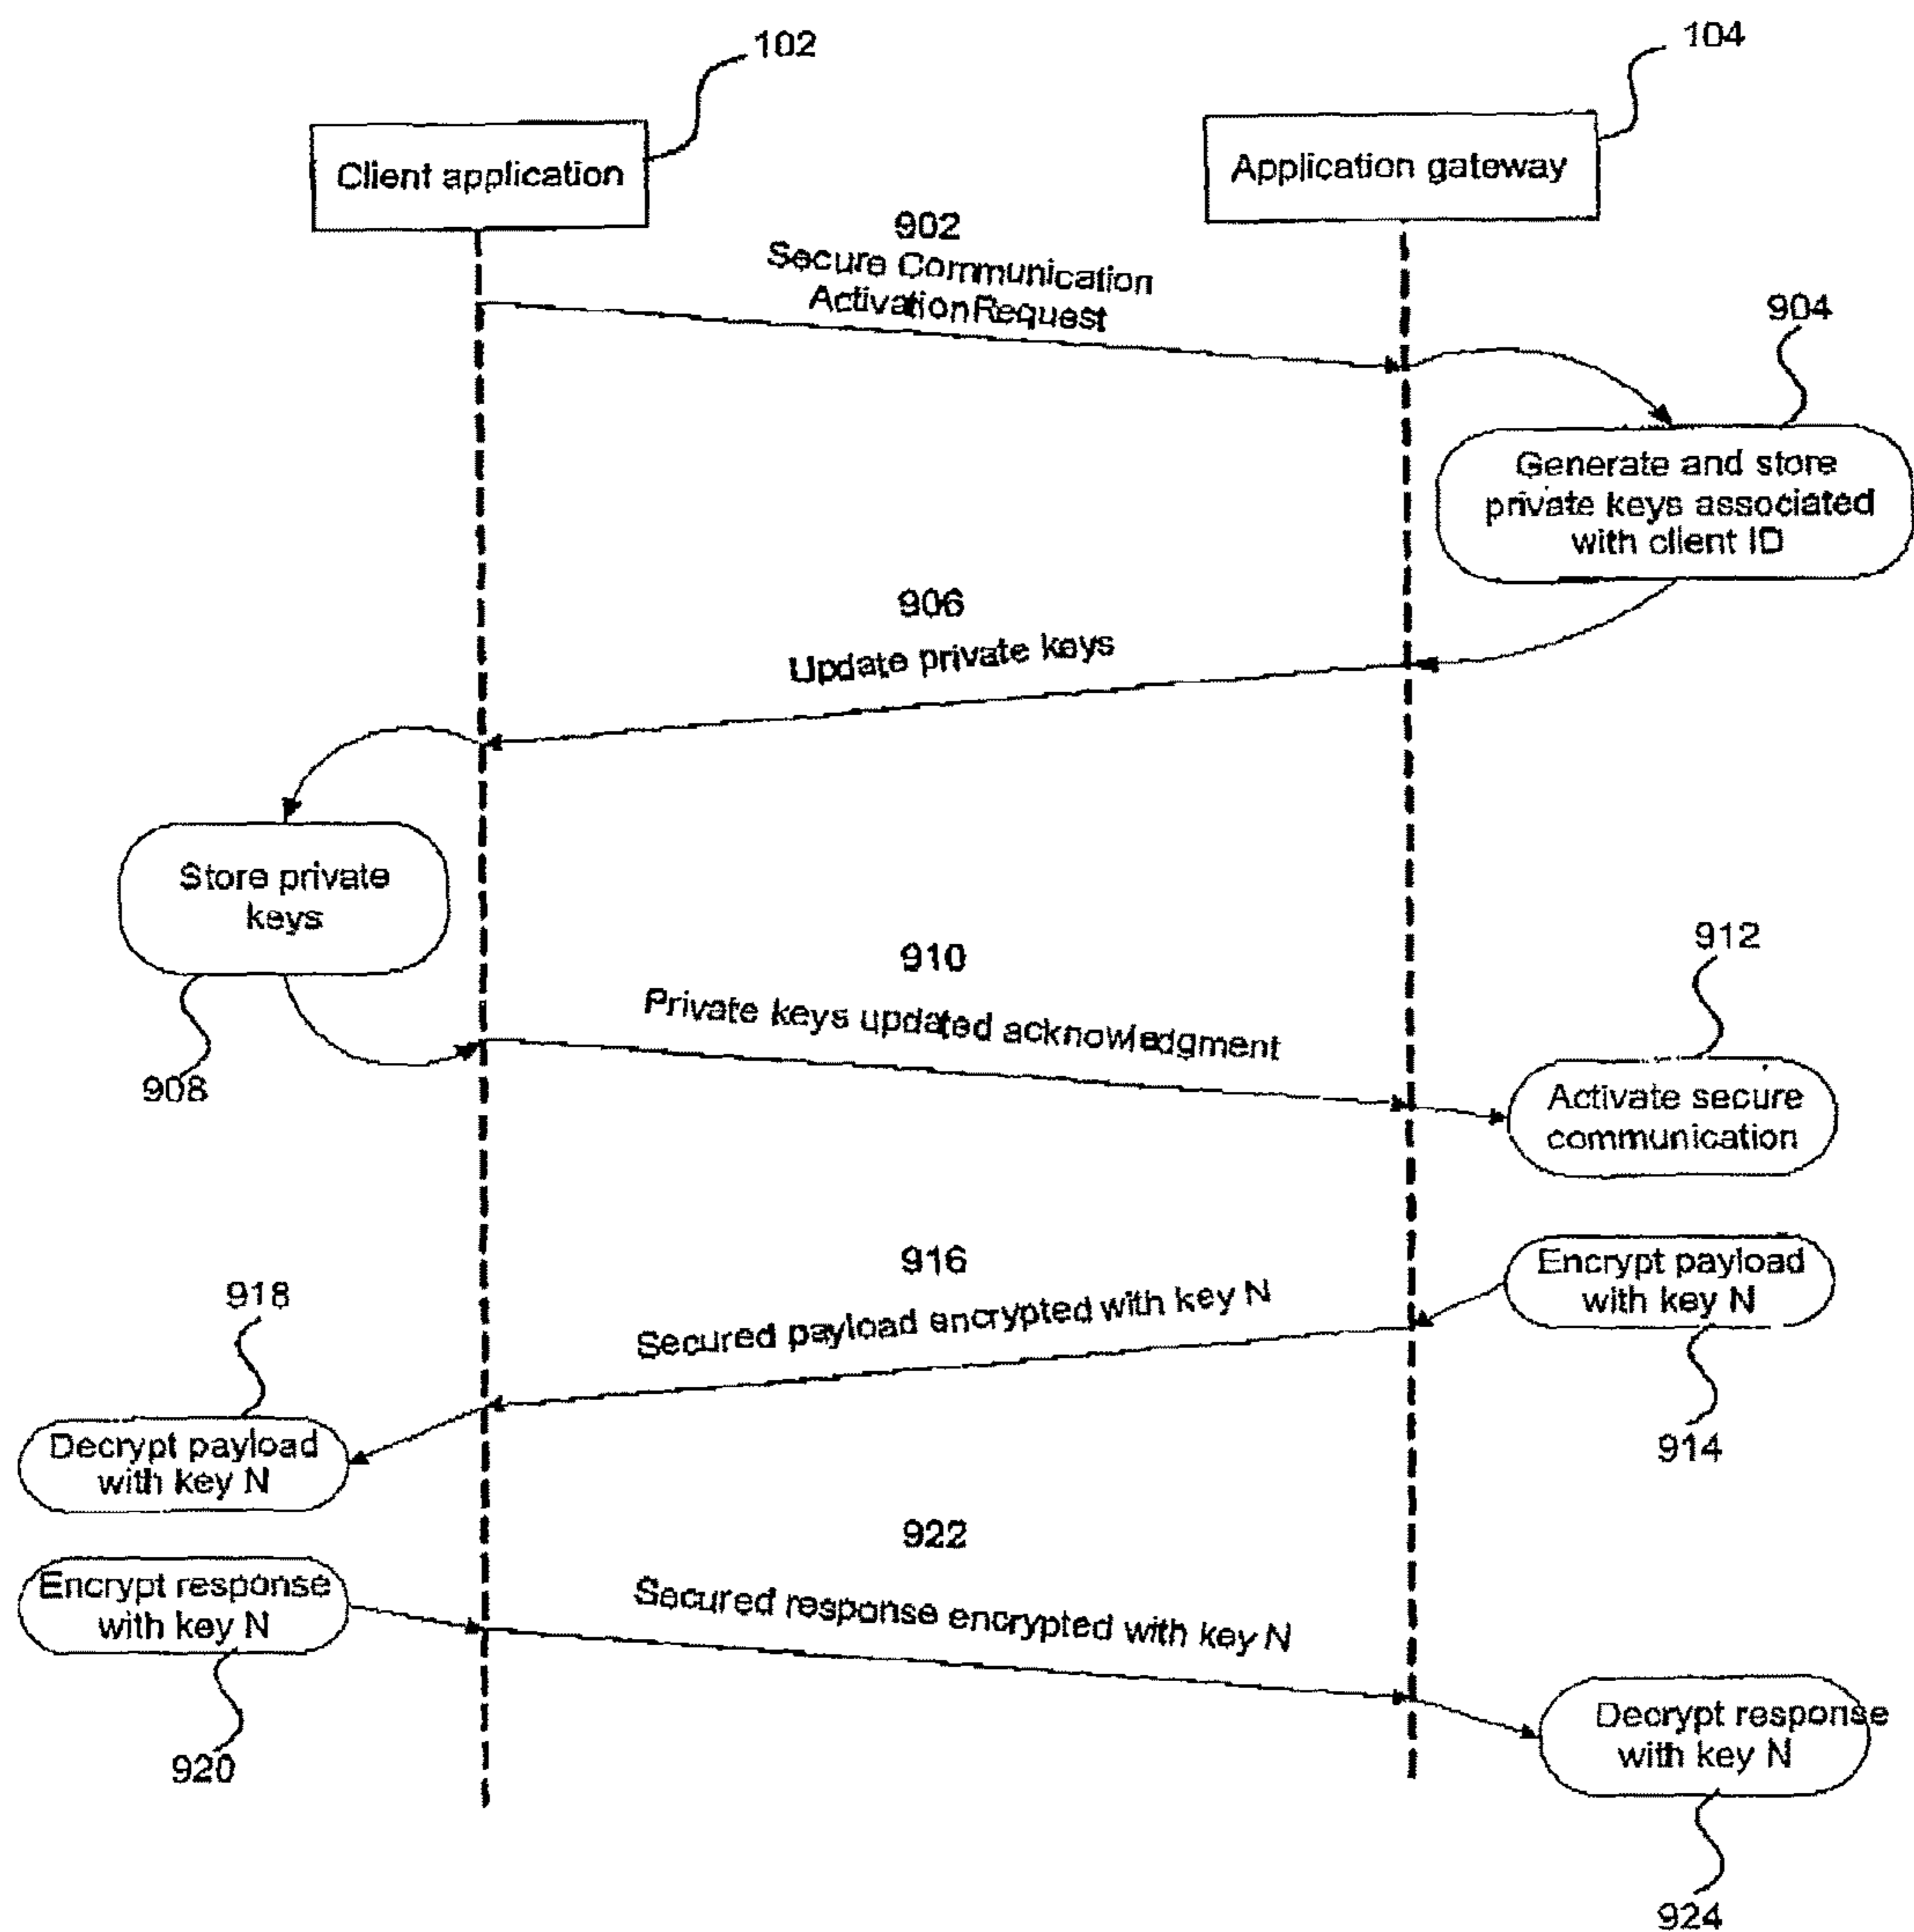 102
104
Client application
Application gateway
902
Secure Communication
Activation Request
904
Generate and store
private keys associated
with client ID
906
Update private keys
Store private
keys
908
910
Private keys updated acknowledgment
912
Activate secure
communication
Encrypt payload
with key N
914
916
Secured payload encrypted with key N
918
Decrypt payload
with key N
Encrypt response
with key N
920
922
Secured response encrypted with key N
Decrypt response
with key N
924